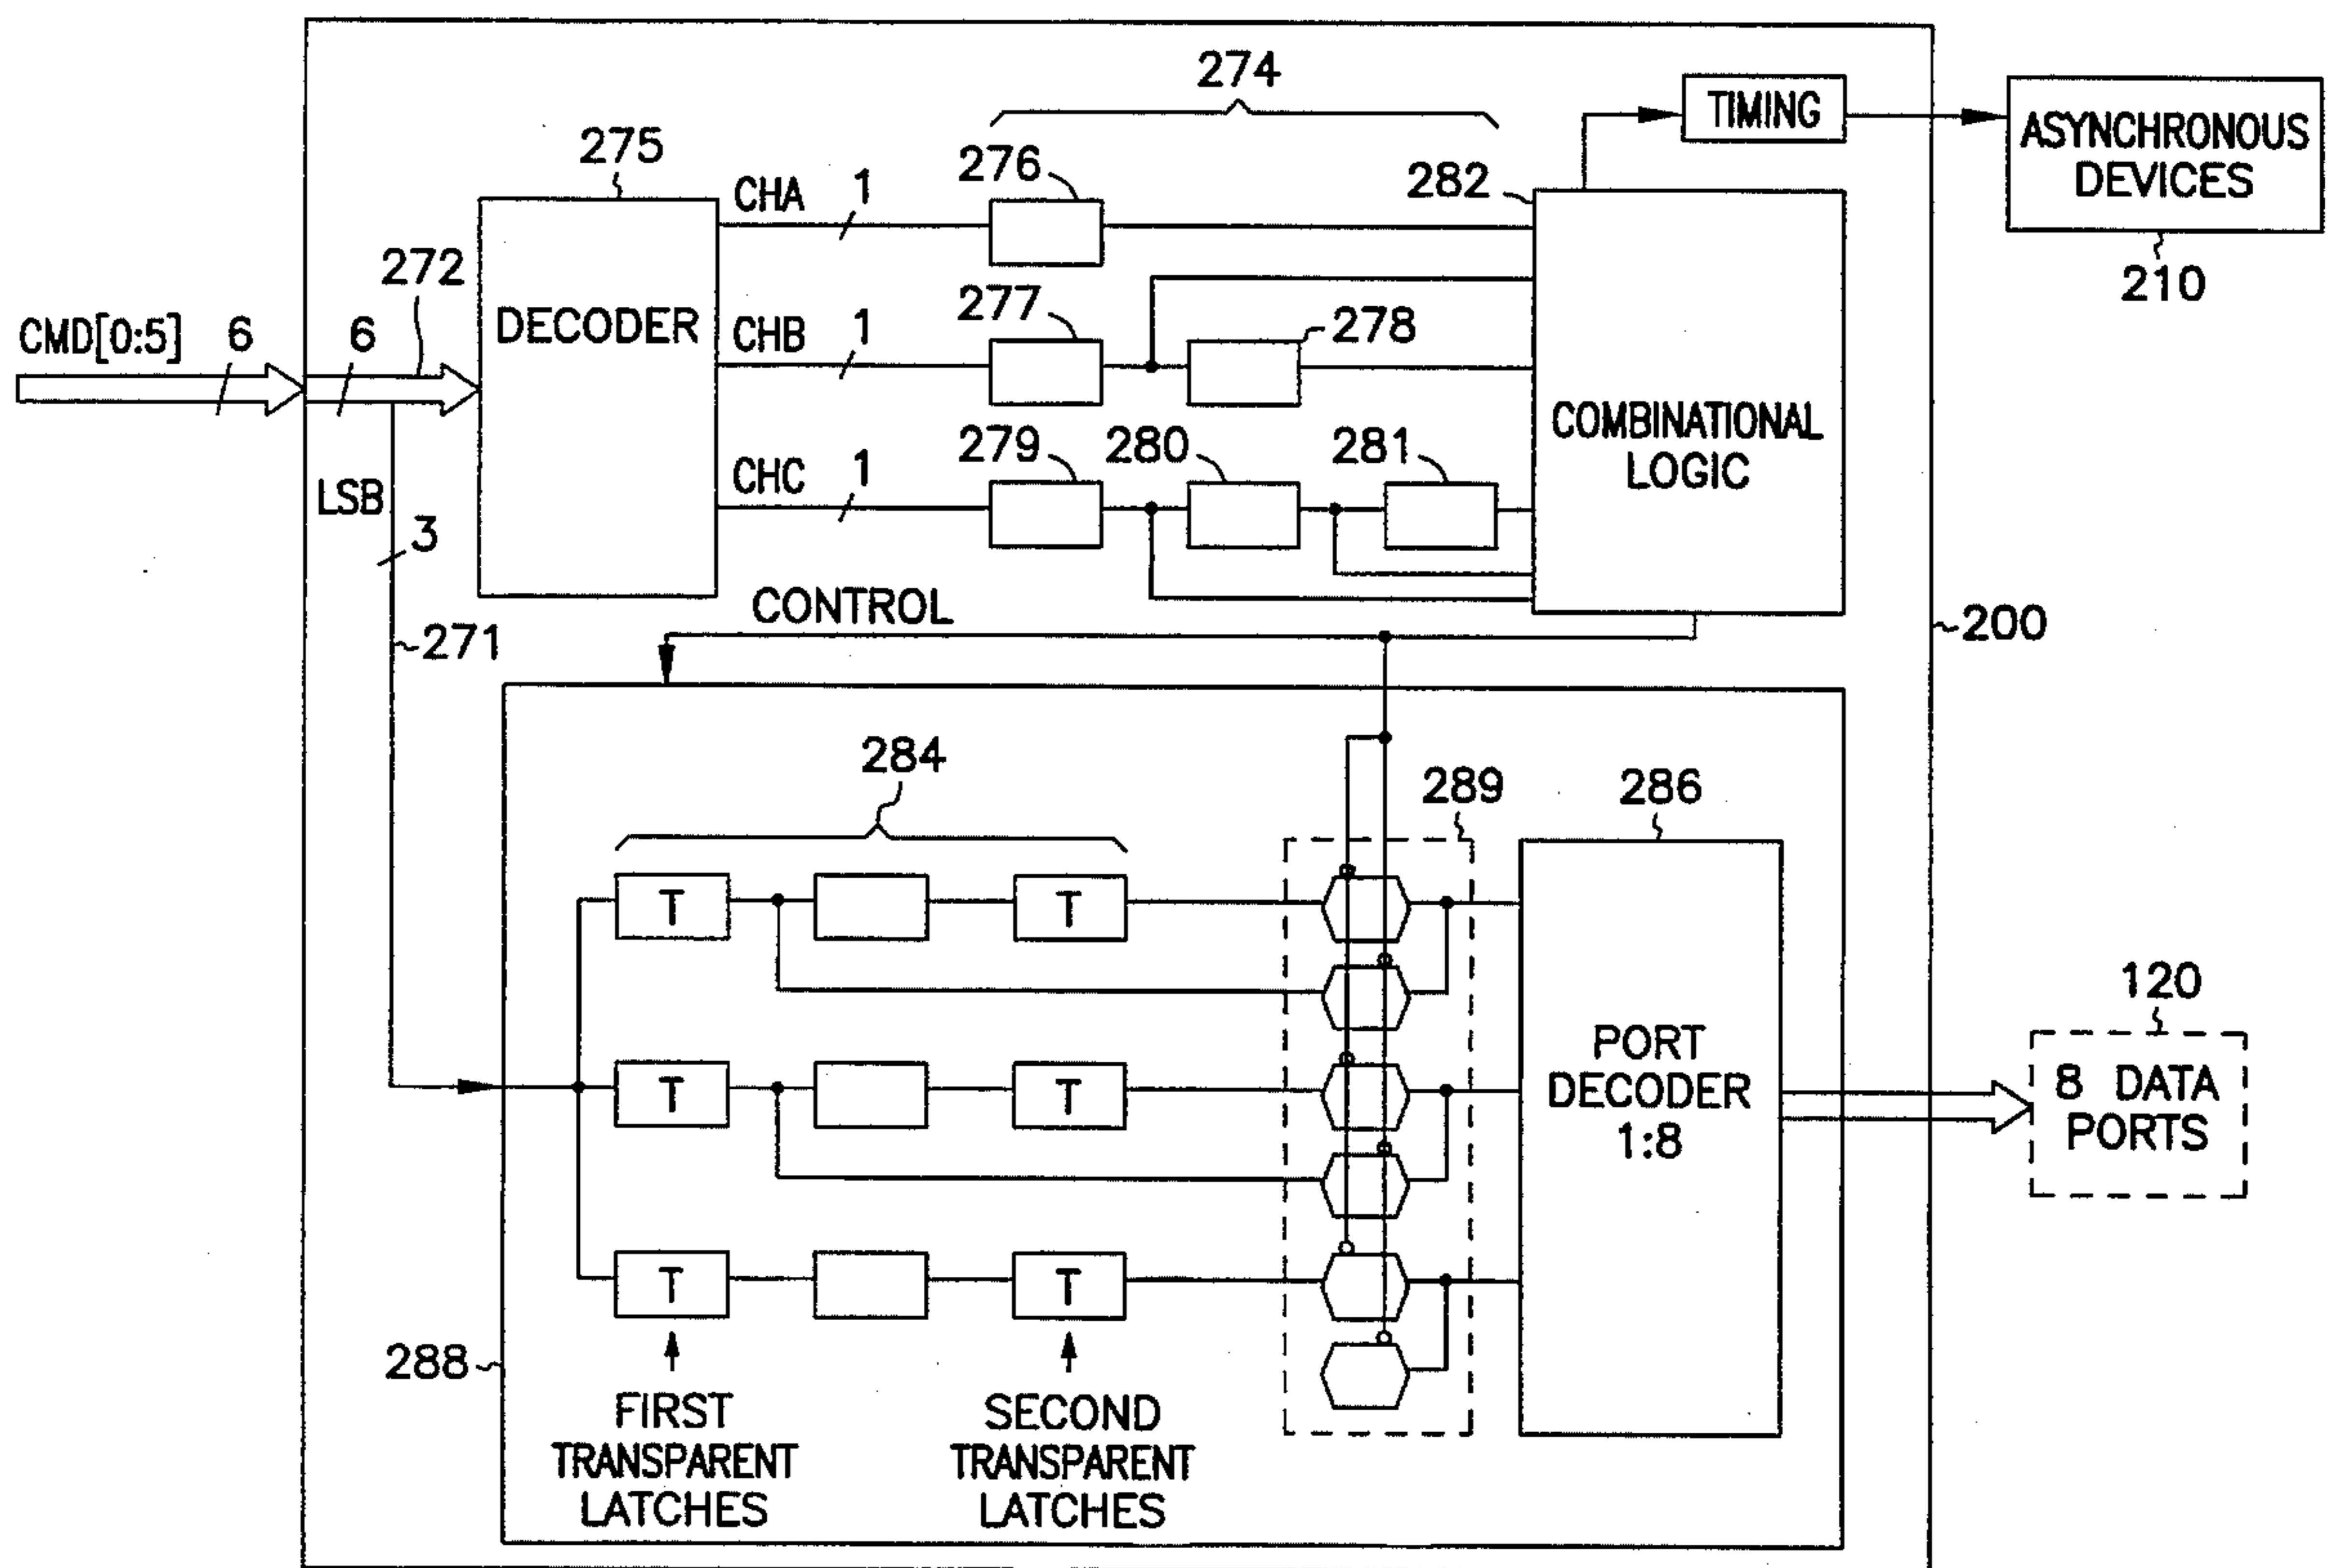 274
TIMING
ASYNCHRONOUS
DEVICES
210
275
CHA
1
276
282
272
DECODER
CMD[0:5]
6
6
CHB
1
277
278
COMBINATIONAL
LOGIC
LSB
3
CHC
1
279
280
281
CONTROL
271
200
284
289
286
T
T
T
T
T
T
PORT
DECODER
1:8
120
8 DATA
PORTS
288
FIRST
TRANSPARENT
LATCHES
SECOND
TRANSPARENT
LATCHES